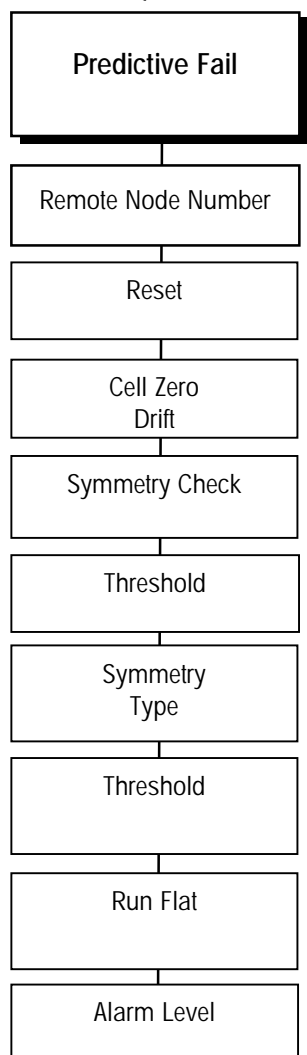 Predictive Fail
Remote Node Number
Reset
Cell Zero
Drift
Symmetry Check
Threshold
Symmetry
Type
Threshold
Run Flat
Alarm Level